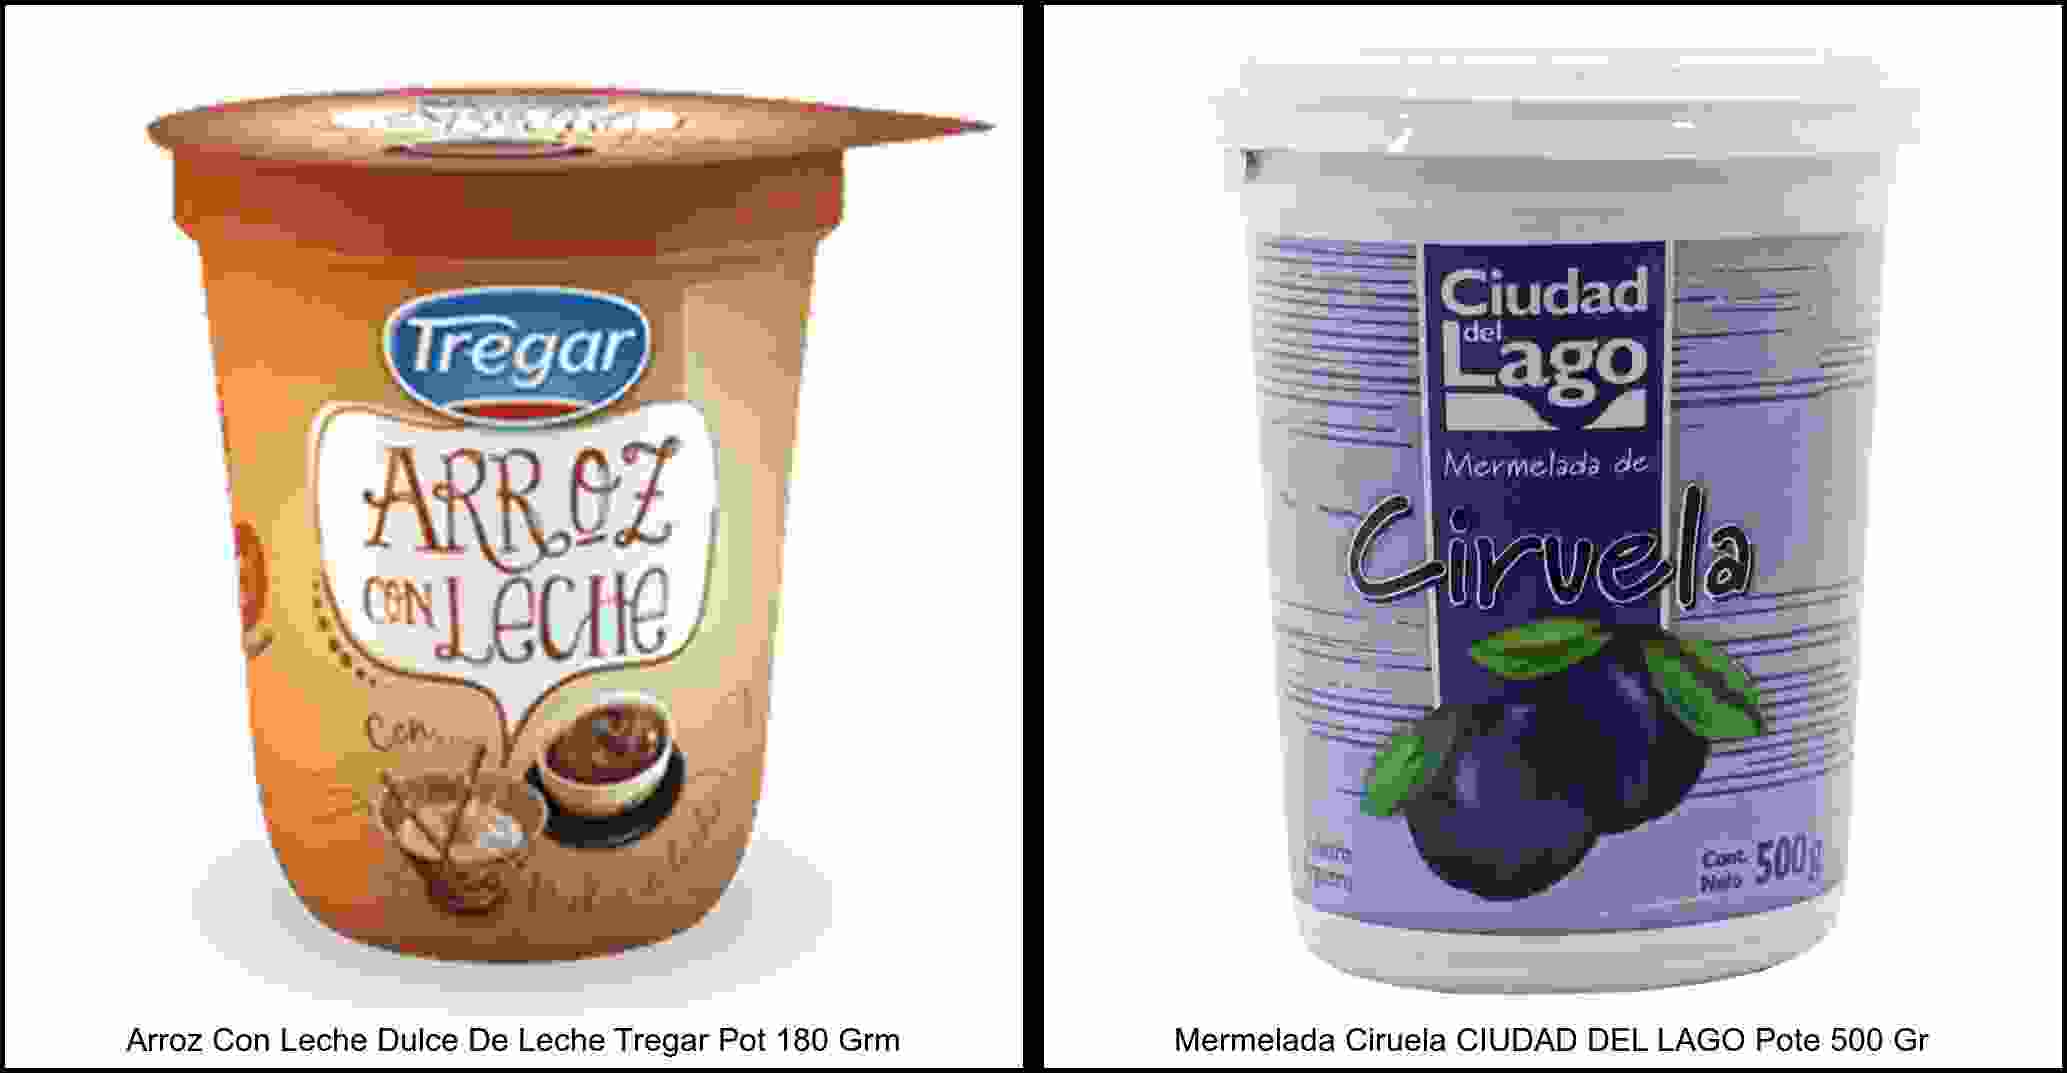 Tregar
ARROZ
CON LECHE
Con...
Arroz Con Leche Dulce De Leche Tregar Pot 180 Grm
Ciudad
del
Lago
Mermelada de
Ciruela
Cont.
Neto 500g
Mermelada Ciruela CIUDAD DEL LAGO Pote 500 Gr